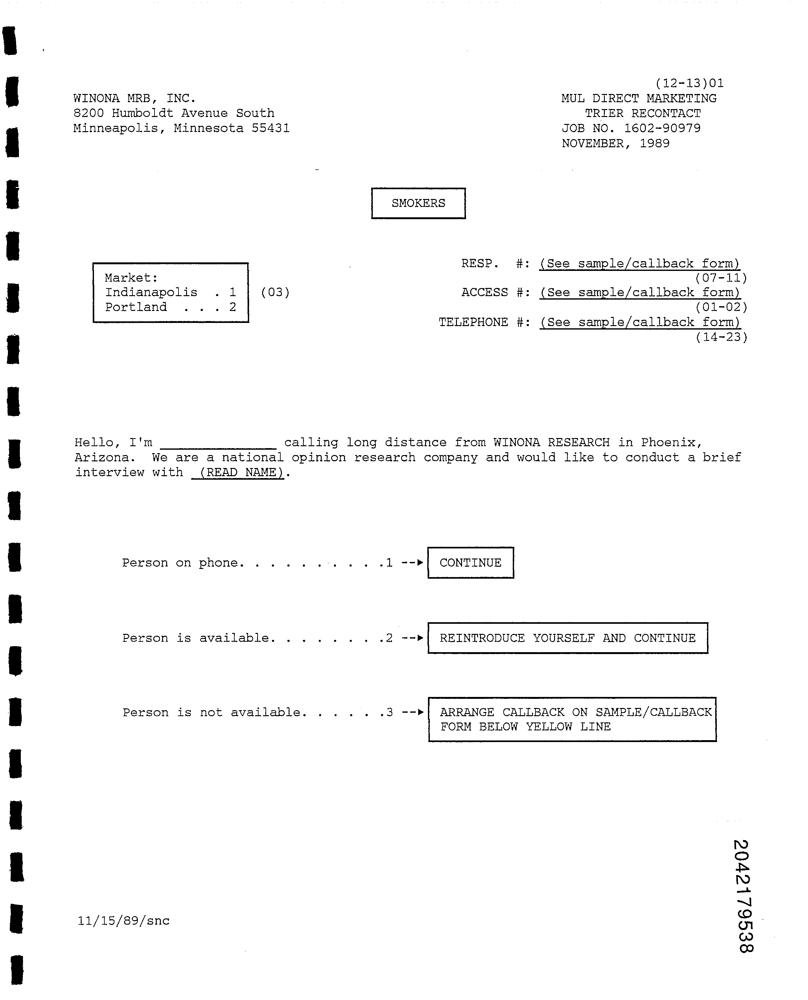 (12-13)01
WINONA MRB, INC.
MUL DIRECT MARKETING
8200 Humboldt Avenue South
TRIER RECONTACT
Minneapolis, Minnesota 55431
JOB NO. 1602-90979
NOVEMBER, 1989
SMOKERS
Market:
Indianapolis . 1 (03)
Portland . . . 2
RESP. #: (See sample/callback form)
(07-11)
ACCESS #: (See sample/callback form)
(01-02)
TELEPHONE #: (See sample/callback form)
(14-23)
Hello, I'm ________________ calling long distance from WINONA RESEARCH in Phoenix,
Arizona. We are a national opinion research company and would like to conduct a brief
interview with (READ NAME).
Person on phone. . . . . . . . . . .1 --► CONTINUE
Person is available. . . . . . . . .2 --► REINTRODUCE YOURSELF AND CONTINUE
Person is not available. . . . . . .3 --► ARRANGE CALLBACK ON SAMPLE/CALLBACK
FORM BELOW YELLOW LINE
11/15/89/snc
2042179538